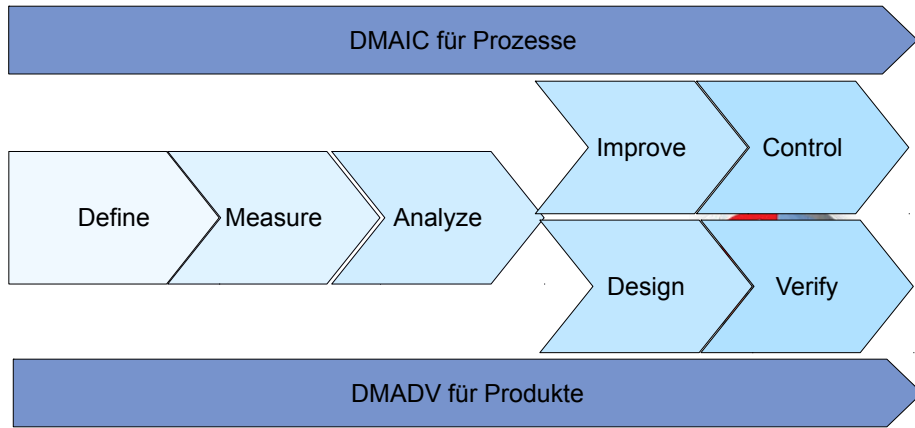 DMAIC für Prozesse
Improve
Control
Define
Measure
Analyze
Design
Verify
DMADV für Produkte